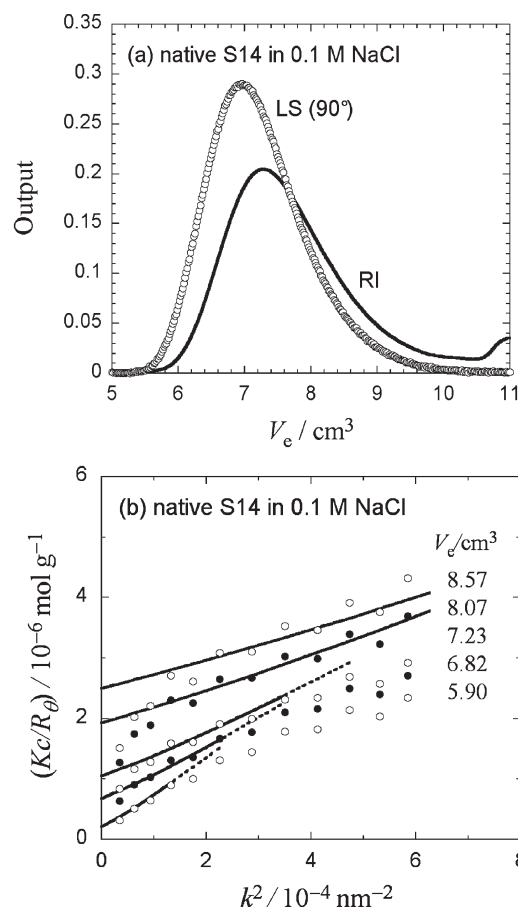 0.35
(a) native S14 in 0.1 M NaCl
0.3
LS (90°)
0.25
0.2
Output
0.15
RI
0.1
0.05
0
5 6 7 8 9 10 11
Ve / cm3
6
(b) native S14 in 0.1 M NaCl
Ve/cm3
8.57
4
8.07
7.23
6.82
5.90
(Kc/Rθ) / 10−6 mol g−1
2
0
0 2 4 6
k2 / 10−4 nm−2